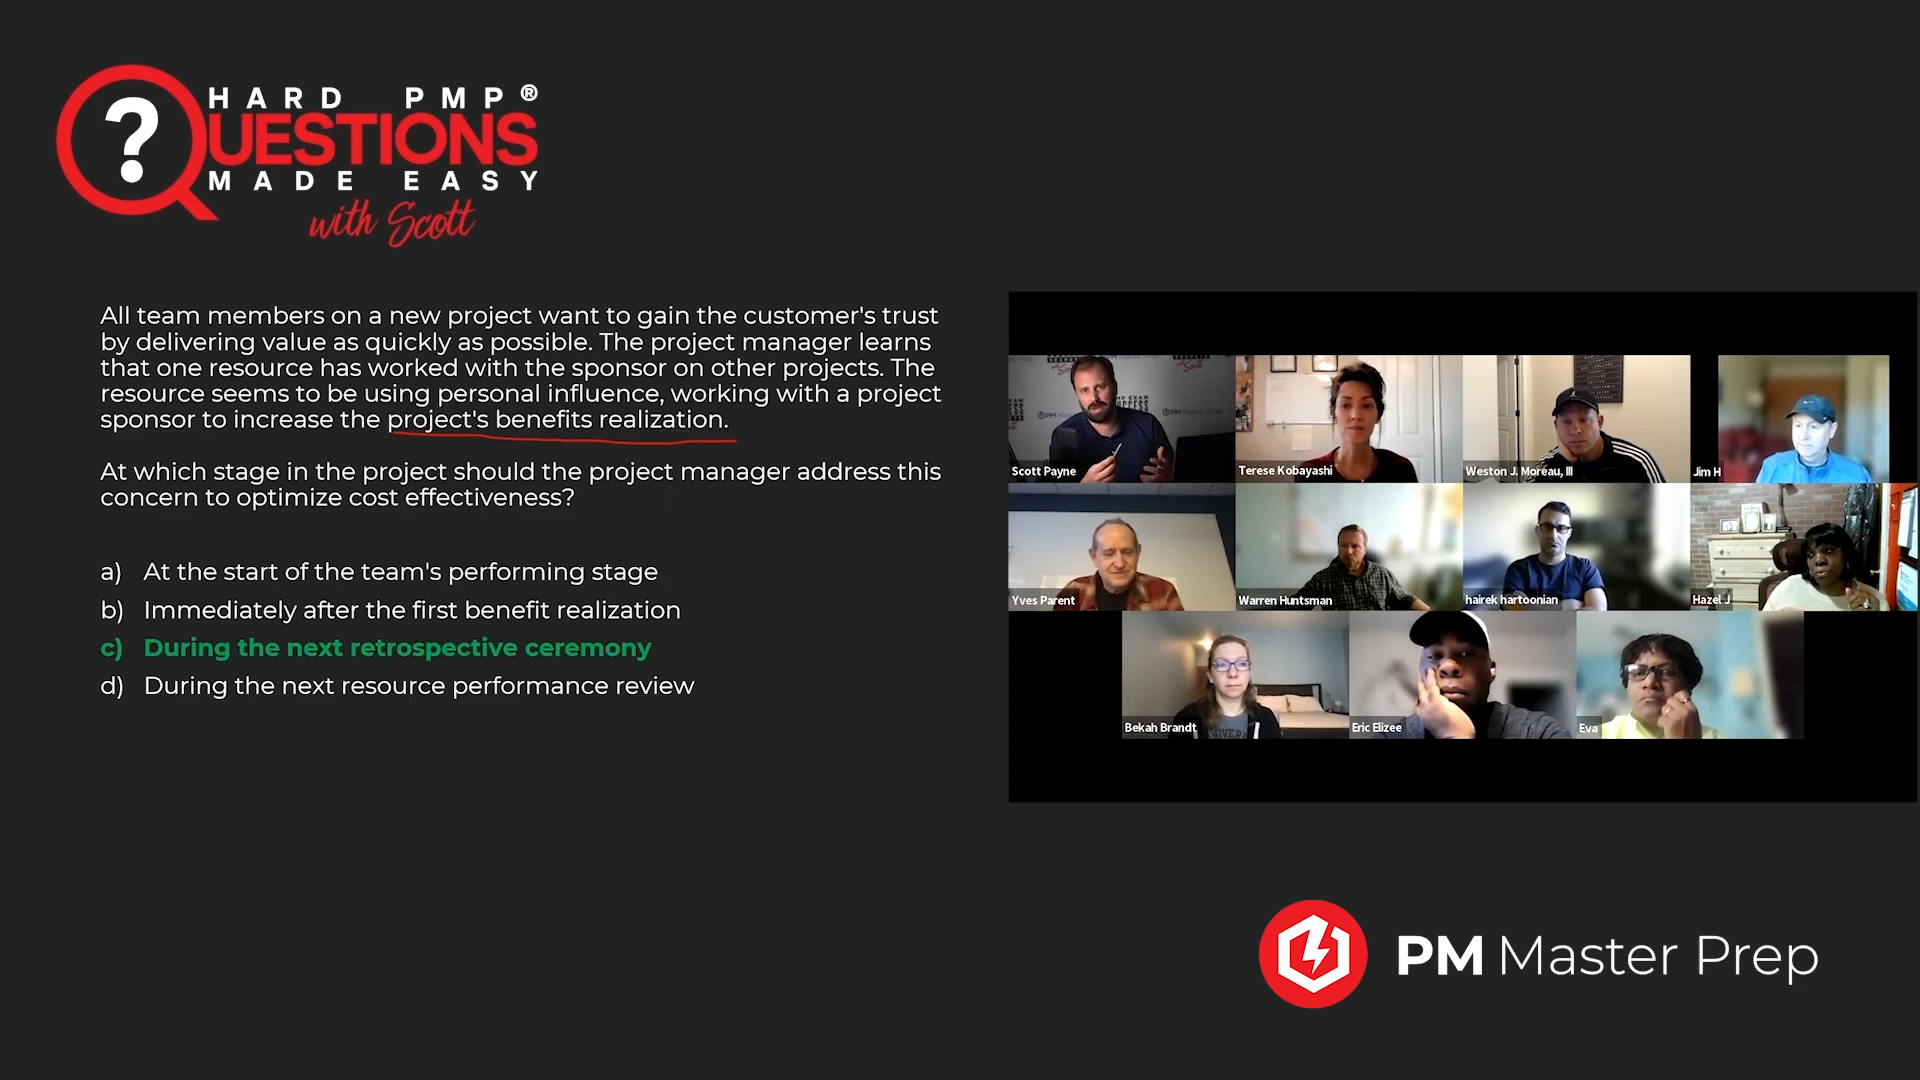 HARD PMP®
QUESTIONS
MADE EASY
with Scott
All team members on a new project want to gain the customer's trust
by delivering value as quickly as possible. The project manager learns
that one resource has worked with the sponsor on other projects. The
resource seems to be using personal influence, working with a project
sponsor to increase the project's benefits realization.
At which stage in the project should the project manager address this
concern to optimize cost effectiveness?
a) At the start of the team's performing stage
b) Immediately after the first benefit realization
c) During the next retrospective ceremony
d) During the next resource performance review
Scott Payne
Terese Kobayashi
Weston J. Moreau, III
Jim H
Yves Parent
Warren Huntsman
hairek hartoonian
Hazel J
Bekah Brandt
Eric Elizee
Eva
PM Master Prep